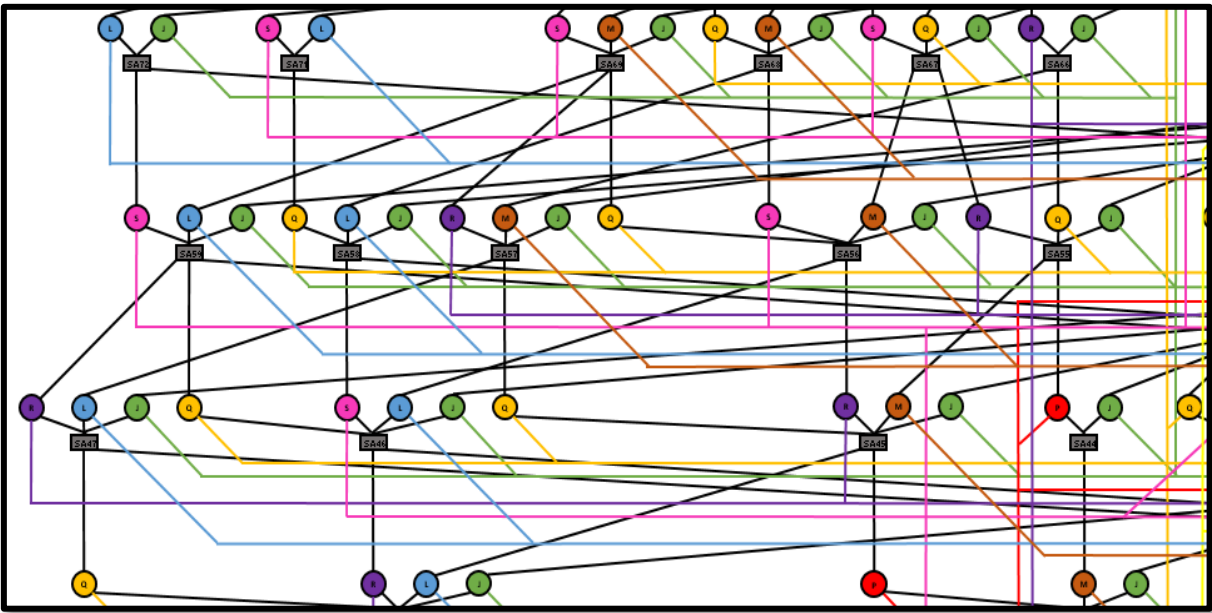 L J S L S M J Q M J S Q J R J
SA72 SA71 SA69 SA68 SA67 SA66
S L J Q L J R M J Q S M J R Q J
SA59 SA58 SA57 SA56 SA55
R L J Q S L J Q R M J P J Q
SA47 SA46 SA45 SA44
Q R L J P M J